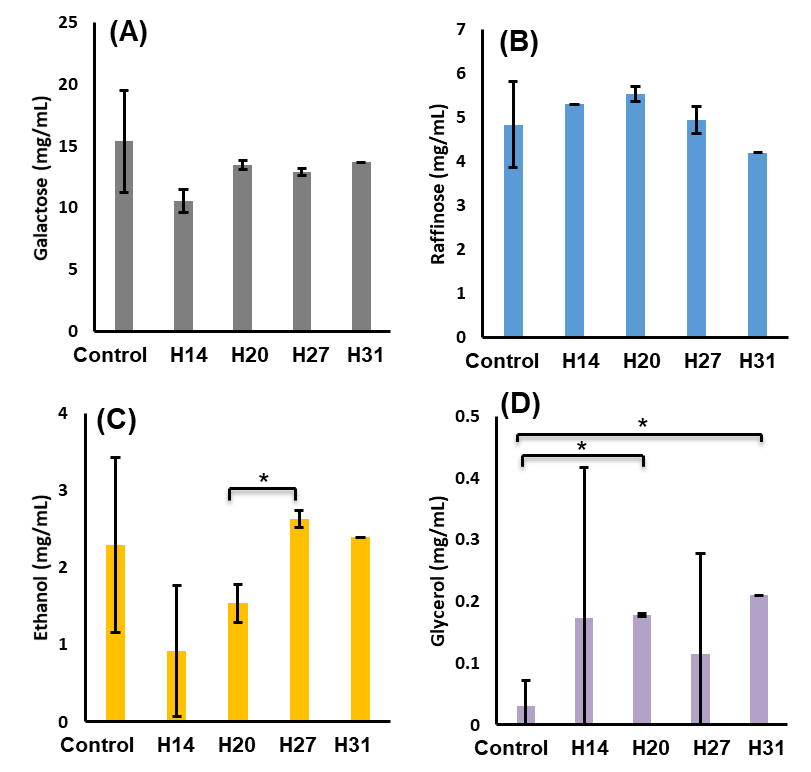 (A)
Galactose (mg/mL)
25
20
15
10
5
0
Control H14 H20 H27 H31
(B)
Raffinose (mg/mL)
7
6
5
4
3
2
1
0
Control H14 H20 H27 H31
(C)
Ethanol (mg/mL)
4
3
2
1
0
*
Control H14 H20 H27 H31
(D)
Glycerol (mg/mL)
0.5
0.4
0.3
0.2
0.1
0
*
*
Control H14 H20 H27 H31